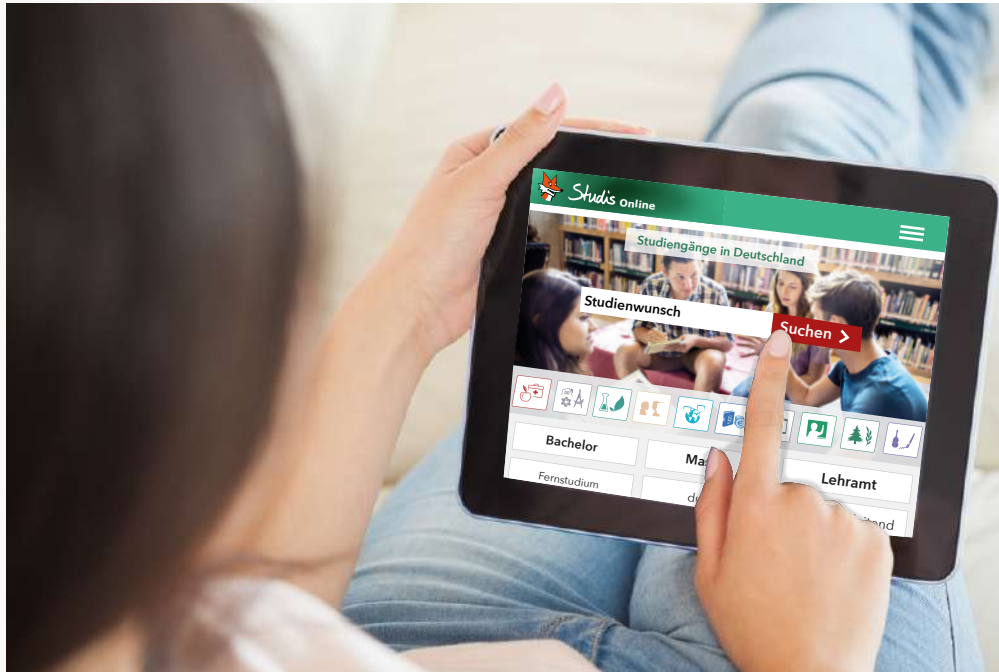 Studis Online
Studiengänge in Deutschland
Studienwunsch
Suchen
Bachelor
Lehramt
Fernstudium